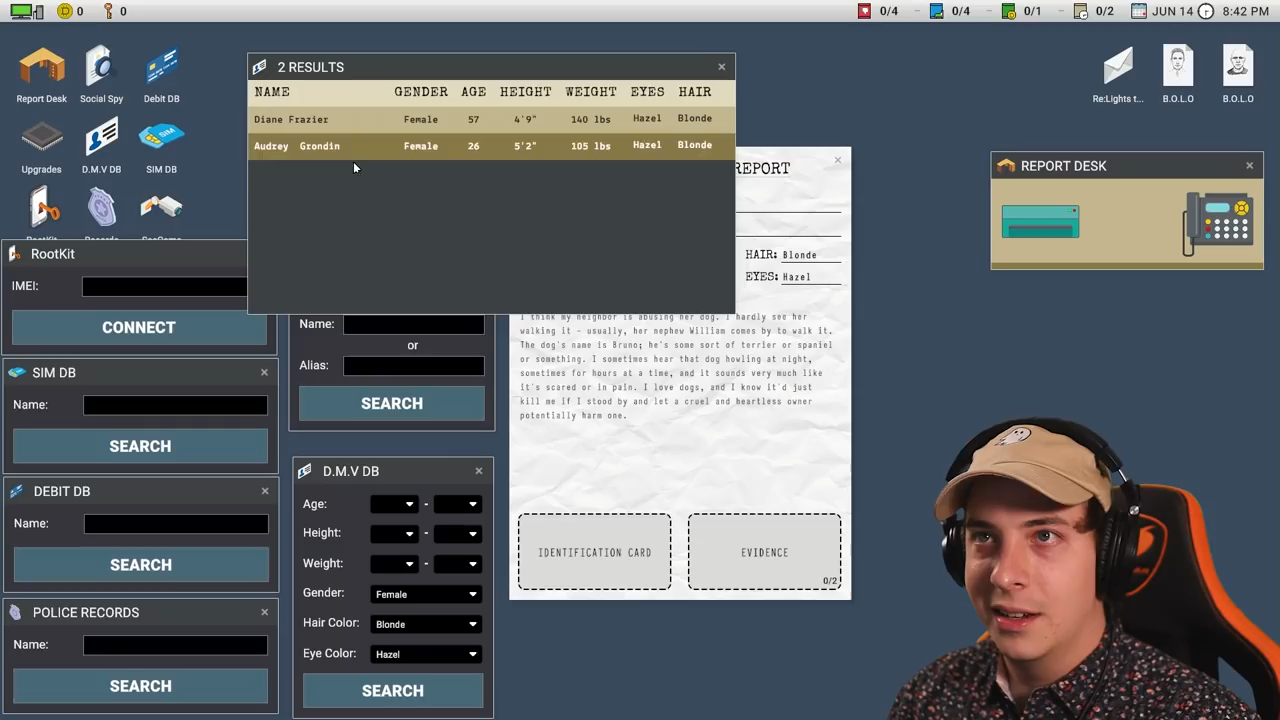 0
0
0/4
0/4
0/1
0/2
JUN 14
8:42 PM
Report Desk
Social Spy
Debit DB
Upgrades
D.M.V DB
SIM DB
Re:Lights t...
B.O.L.O
B.O.L.O
2 RESULTS
NAME GENDER AGE HEIGHT WEIGHT EYES HAIR
Diane Frazier Female 57 4'9" 140 lbs Hazel Blonde
Audrey Grondin Female 26 5'2" 105 lbs Hazel Blonde
REPORT
HAIR: Blonde
EYES: Hazel
I think my neighbor is abusing her dog. I hardly see her
walking it - usually, her nephew William comes by to walk it.
The dog's name is Bruno; he's some sort of terrier or spaniel
or something. I sometimes hear that dog howling at night,
sometimes for hours at a time, and it sounds very much like
it's scared or in pain. I love dogs, and I know it'd just
kill me if I stood by and let a cruel and heartless owner
potentially harm one.
IDENTIFICATION CARD
EVIDENCE
0/2
REPORT DESK
RootKit
IMEI:
CONNECT
SIM DB
Name:
SEARCH
DEBIT DB
Name:
SEARCH
POLICE RECORDS
Name:
SEARCH
Name:
or
Alias:
SEARCH
D.M.V DB
Age: -
Height: -
Weight: -
Gender: Female
Hair Color: Blonde
Eye Color: Hazel
SEARCH